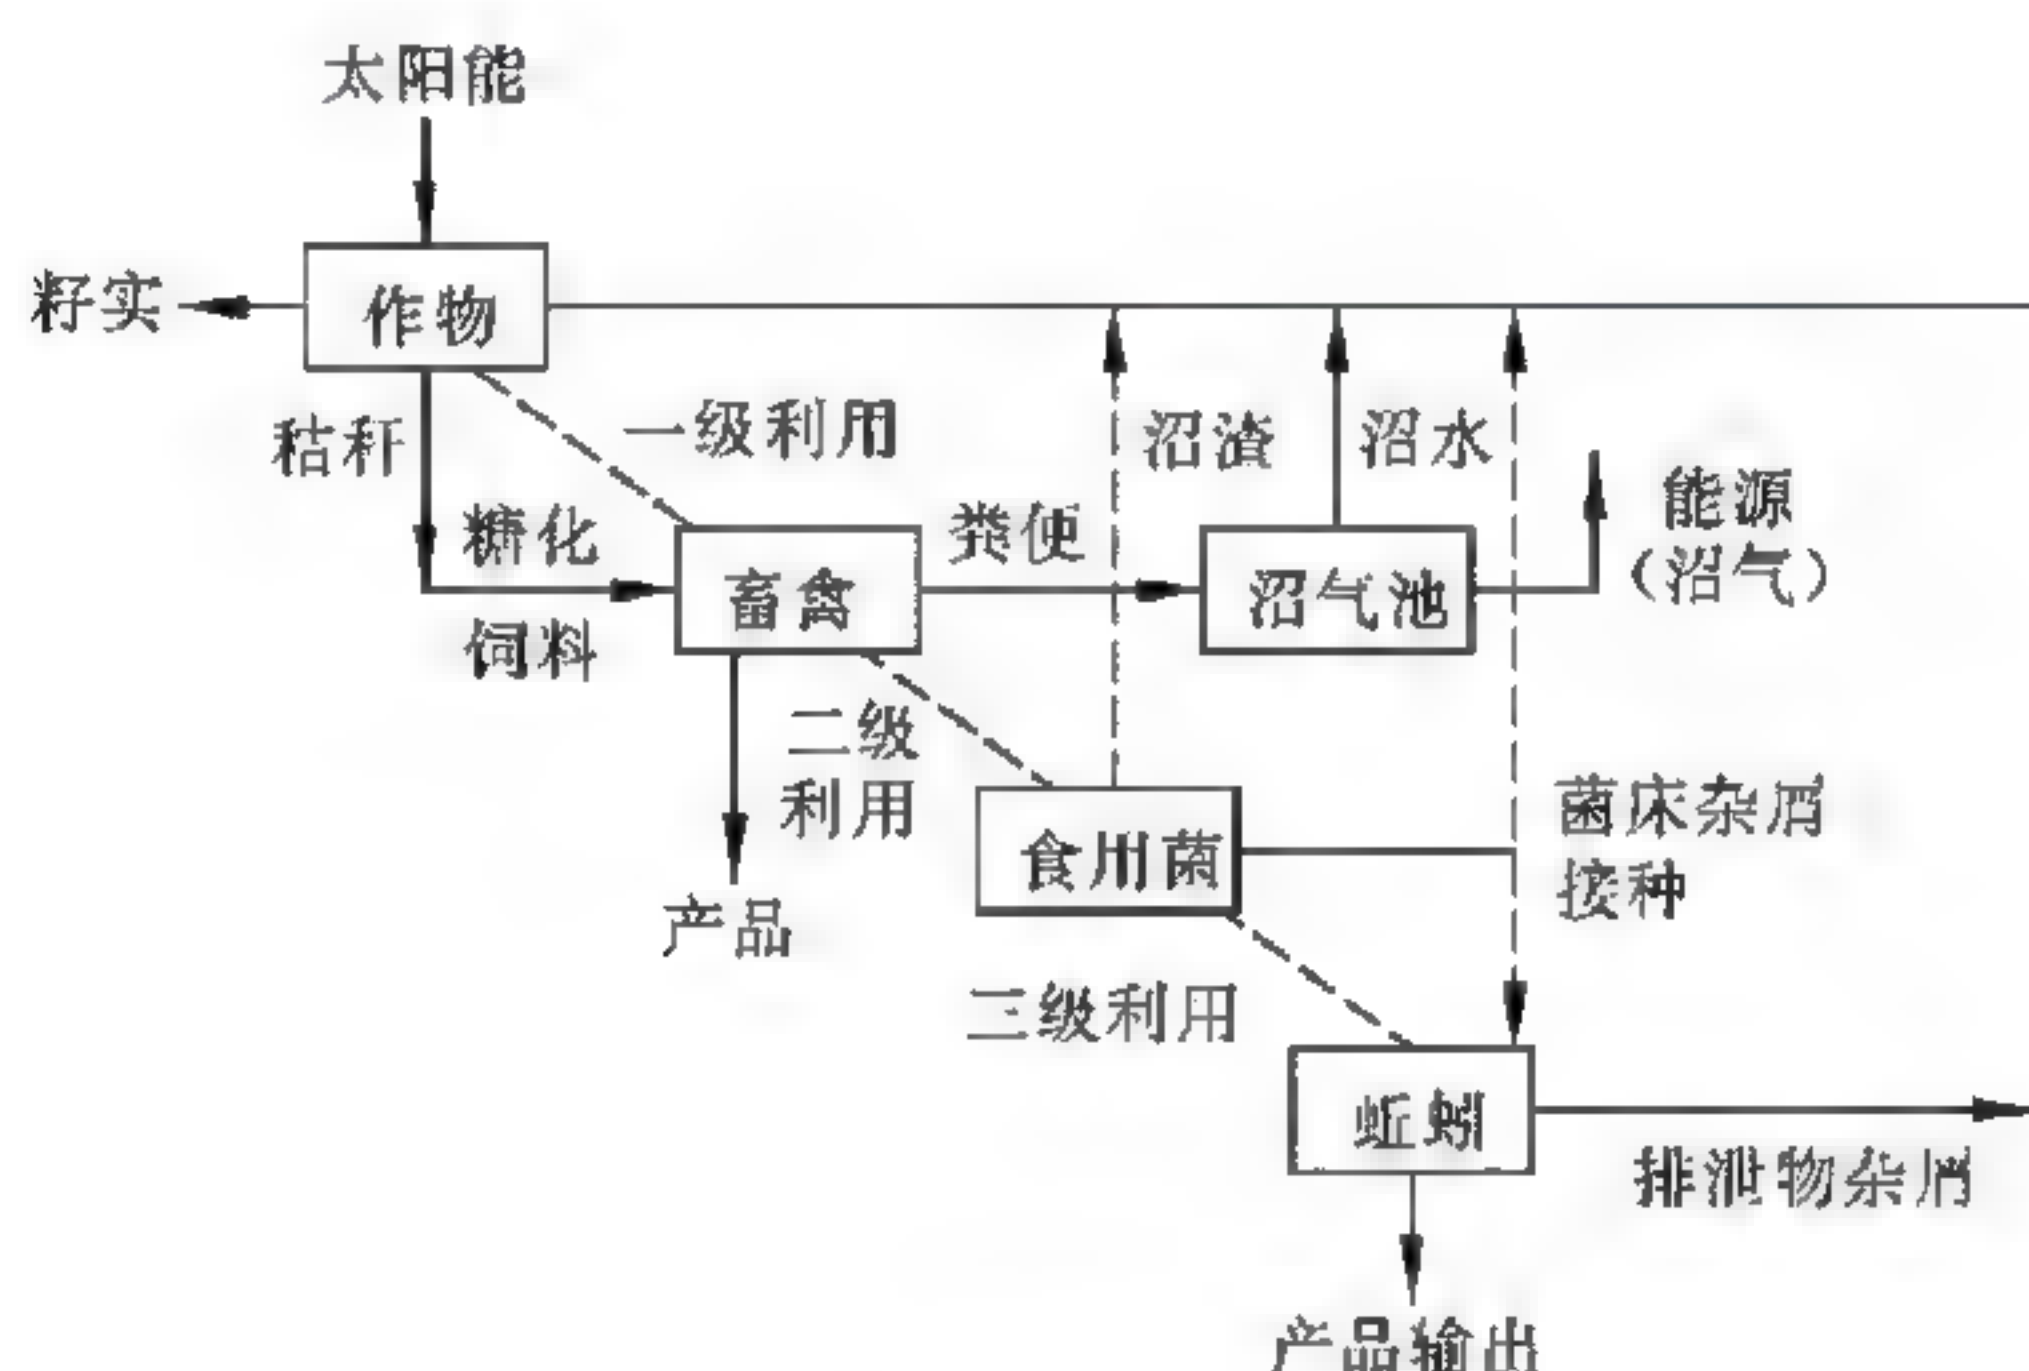 太阳能
籽实
作物
秸秆
一级利用
沼渣
沼水
能源
（沼气）
糖化
饲料
畜禽
粪便
沼气池
二级
利用
产品
食用菌
菌床杂屑
接种
三级利用
蚯蚓
排泄物杂屑
产品输出